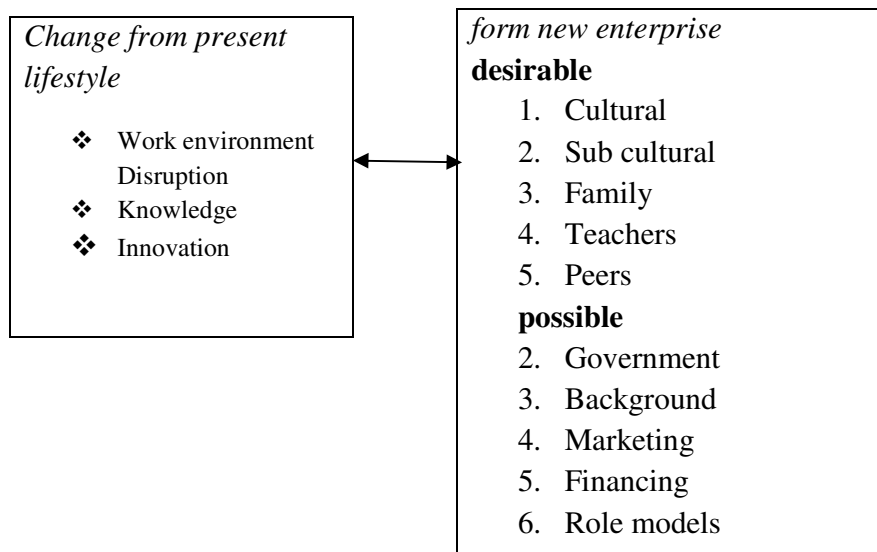 Change from present
lifestyle
❖ Work environment
Disruption
❖ Knowledge
❖ Innovation
form new enterprise
desirable
1. Cultural
2. Sub cultural
3. Family
4. Teachers
5. Peers
possible
2. Government
3. Background
4. Marketing
5. Financing
6. Role models